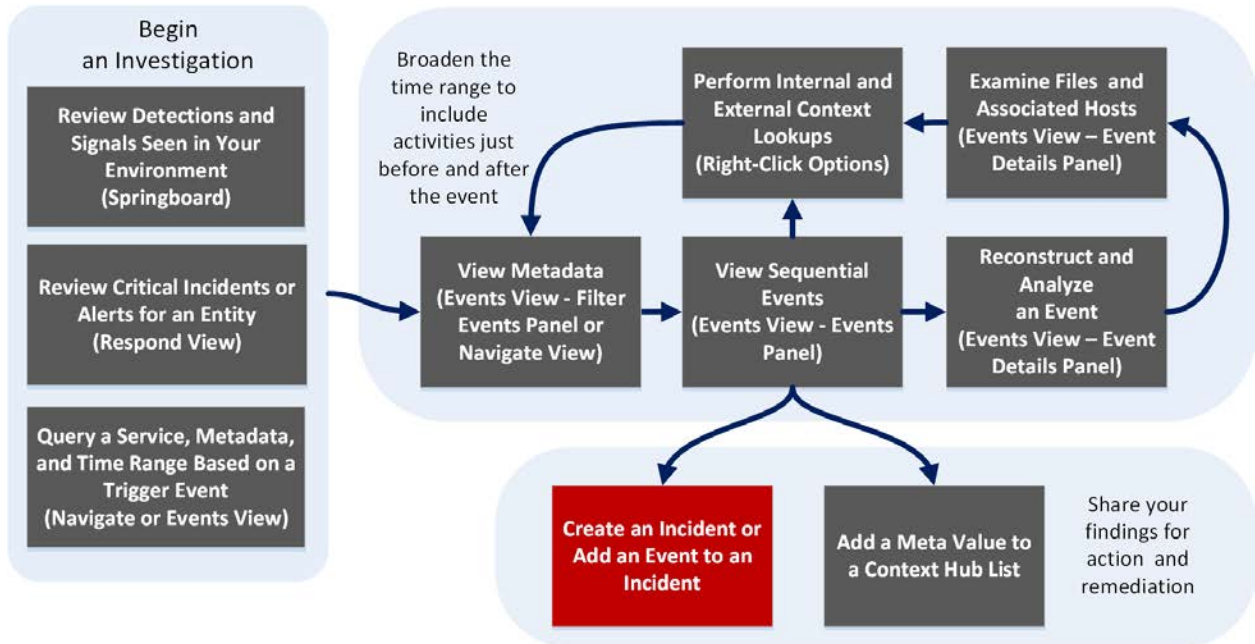 Begin
an Investigation
Review Detections and
Signals Seen in Your
Environment
(Springboard)
Review Critical Incidents or
Alerts for an Entity
(Respond View)
Query a Service, Metadata,
and Time Range Based on a
Trigger Event
(Navigate or Events View)
Broaden the
time range to
include
activities just
before and after
the event
Perform Internal and
External Context
Lookups
(Right-Click Options)
Examine Files and
Associated Hosts
(Events View – Event
Details Panel)
View Metadata
(Events View - Filter
Events Panel or
Navigate View)
View Sequential
Events
(Events View - Events
Panel)
Reconstruct and
Analyze
an Event
(Events View – Event
Details Panel)
Create an Incident or
Add an Event to an
Incident
Add a Meta Value to
a Context Hub List
Share your
findings for
action and
remediation